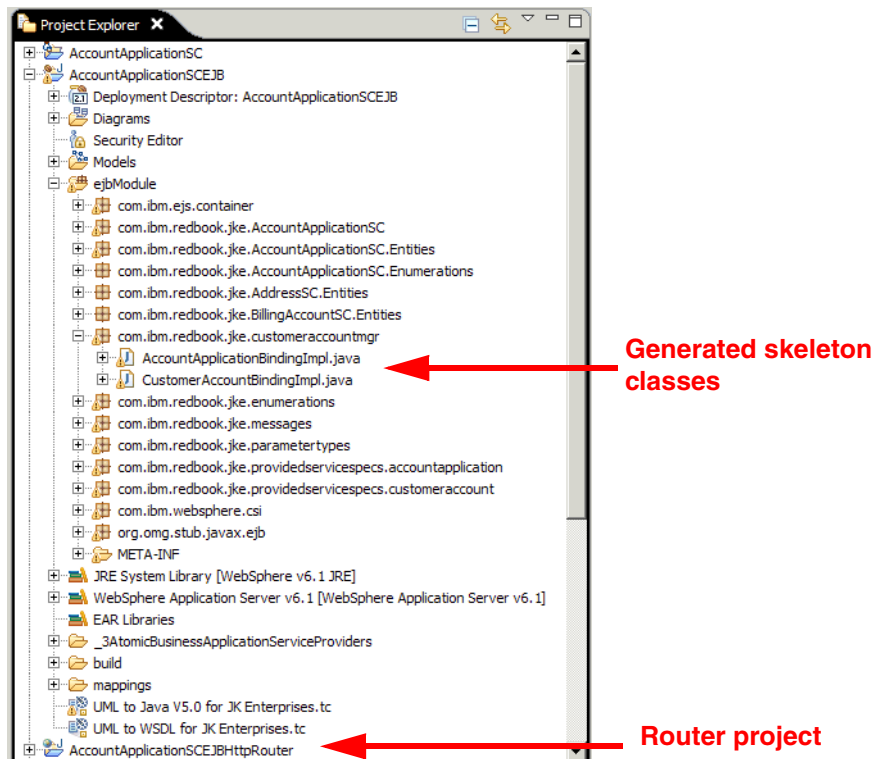 Project Explorer
AccountApplicationSC
AccountApplicationSCEJB
Deployment Descriptor: AccountApplicationSCEJB
Diagrams
Security Editor
Models
ejbModule
com.ibm.ejs.container
com.ibm.redbook.jke.AccountApplicationSC
com.ibm.redbook.jke.AccountApplicationSC.Entities
com.ibm.redbook.jke.AccountApplicationSC.Enumerations
com.ibm.redbook.jke.AddressSC.Entities
com.ibm.redbook.jke.BillingAccountSC.Entities
com.ibm.redbook.jke.customeraccountmgr
AccountApplicationBindingImpl.java
CustomerAccountBindingImpl.java
Generated skeleton
classes
com.ibm.redbook.jke.enumerations
com.ibm.redbook.jke.messages
com.ibm.redbook.jke.parametertypes
com.ibm.redbook.jke.providedservicespecs.accountapplication
com.ibm.redbook.jke.providedservicespecs.customeraccount
com.ibm.websphere.csi
org.omg.stub.javax.ejb
META-INF
JRE System Library [WebSphere v6.1 JRE]
WebSphere Application Server v6.1 [WebSphere Application Server v6.1]
EAR Libraries
_3AtomicBusinessApplicationServiceProviders
build
mappings
UML to Java V5.0 for JK Enterprises.tc
UML to WSDL for JK Enterprises.tc
AccountApplicationSCEJBHttpRouter
Router project